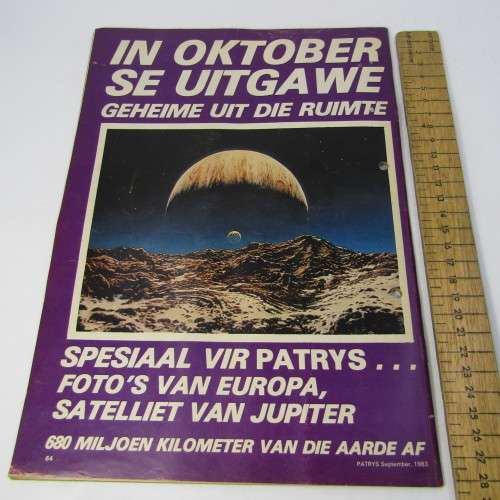 IN OKTOBER
SE UITGAWE
GEHEIME UIT DIE RUIMTE
SPESIAAL VIR PATRYS . . .
FOTO'S VAN EUROPA,
SATELLIET VAN JUPITER
680 MILJOEN KILOMETER VAN DIE AARDE AF
64
PATRYS September, 1983